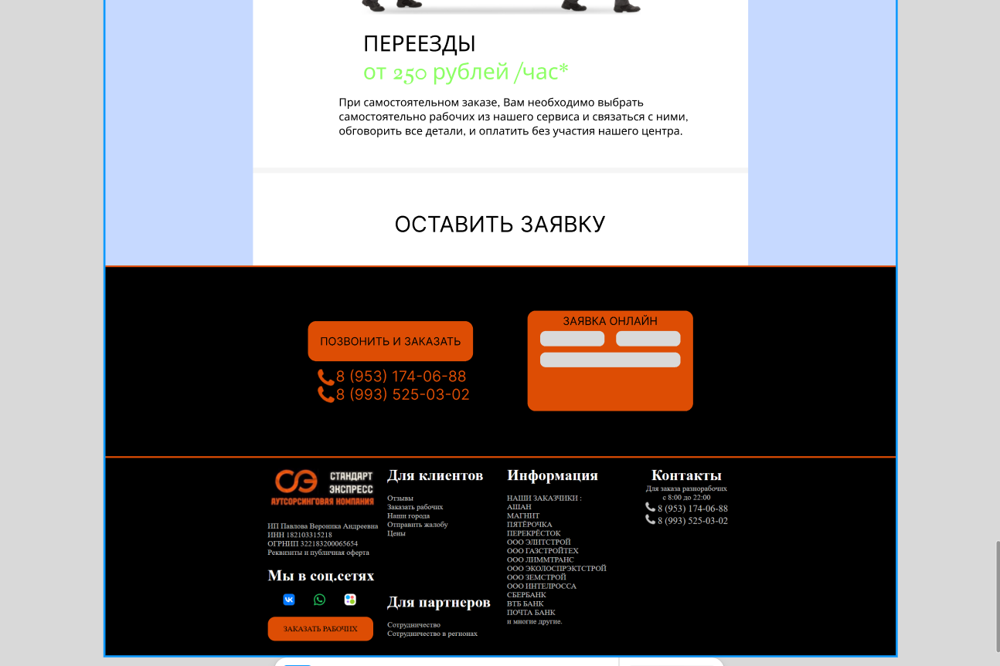 ПЕРЕЕЗДЫ
от 250 рублей /час*
При самостоятельном заказе, Вам необходимо выбрать
самостоятельно рабочих из нашего сервиса и связаться с ними,
обговорить все детали, и оплатить без участия нашего центра.
ОСТАВИТЬ ЗАЯВКУ
ПОЗВОНИТЬ И ЗАКАЗАТЬ
8 (953) 174-06-88
8 (993) 525-03-02
ЗАЯВКА ОНЛАЙН
СЭ
СТАНДАРТ
ЭКСПРЕСС
АУТСОРСИНГОВАЯ КОМПАНИЯ
ИП Павлова Вероника Андреевна
ИНН 182103315218
ОГРНИП 322183200065654
Реквизиты и публичная оферта
Мы в соц.сетях
ЗАКАЗАТЬ РАБОЧИХ
Для клиентов
Отзывы
Заказать рабочих
Наши города
Отправить жалобу
Цены
Для партнеров
Сотрудничество
Сотрудничество в регионах
Информация
НАШИ ЗАКАЗЧИКИ :
АШАН
МАГНИТ
ПЯТЁРОЧКА
ПЕРЕКРЁСТОК
ООО ЭЛИТСТРОЙ
ООО ГАЗСТРОЙТЕХ
ООО ЛИММТРАНС
ООО ЭКОЛОСПРЭКТСТРОЙ
ООО ЗЕМСТРОЙ
ООО ИНТЕЛРОССА
СБЕРБАНК
ВТБ БАНК
ПОЧТА БАНК
и многие другие.
Контакты
Для заказа разнорабочих
с 8:00 до 22:00
8 (953) 174-06-88
8 (993) 525-03-02